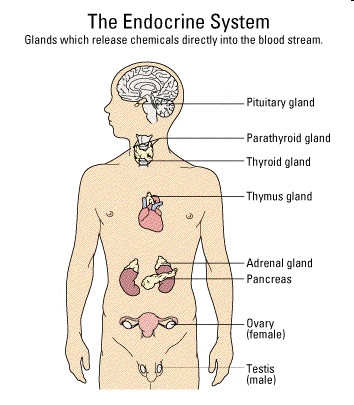 The Endocrine System
Glands which release chemicals directly into the blood stream.
Pituitary gland
Parathyroid gland
Thyroid gland
Thymus gland
Adrenal gland
Pancreas
Ovary
(female)
Testis
(male)